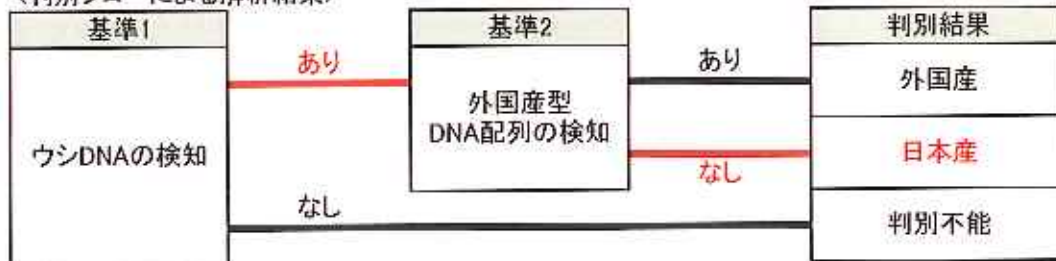 基準1
あり
ウシDNAの検知
なし
基準2
外国産型
DNA配列の検知
あり
なし
判別結果
外国産
日本産
判別不能